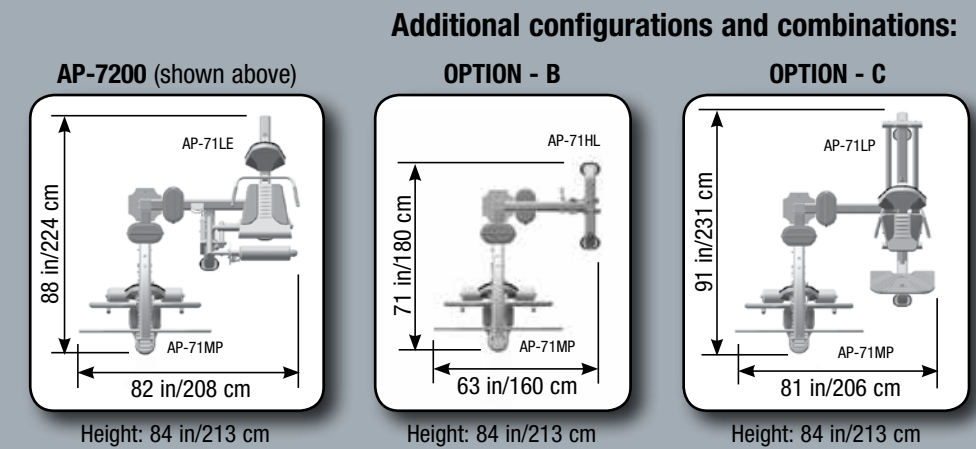 Additional configurations and combinations:
AP-7200 (shown above)
AP-71LE
88 in/224 cm
AP-71MP
82 in/208 cm
Height: 84 in/213 cm
OPTION - B
AP-71HL
71 in/180 cm
AP-71MP
63 in/160 cm
Height: 84 in/213 cm
OPTION - C
AP-71LP
91 in/231 cm
AP-71MP
81 in/206 cm
Height: 84 in/213 cm